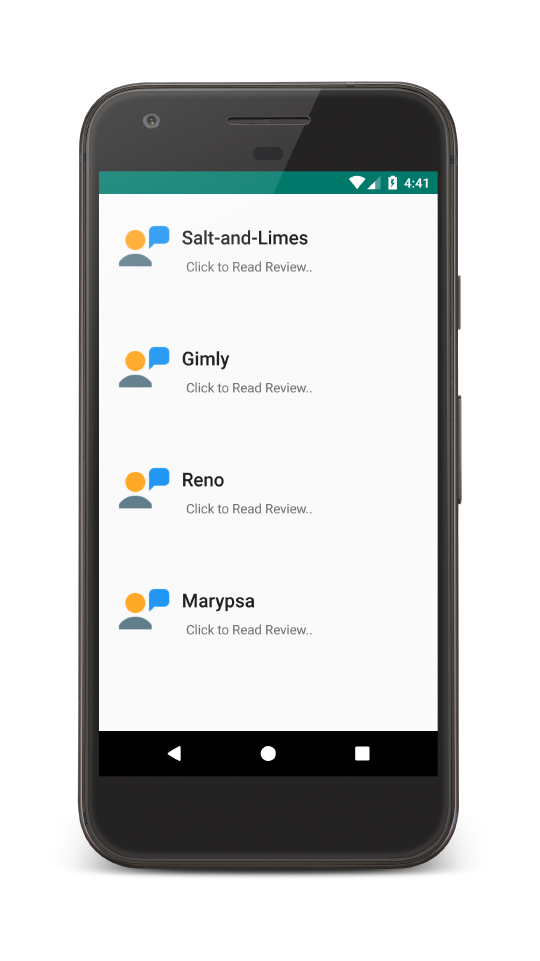 4:41
Salt-and-Limes
Click to Read Review..
Gimly
Click to Read Review..
Reno
Click to Read Review..
Marypsa
Click to Read Review..